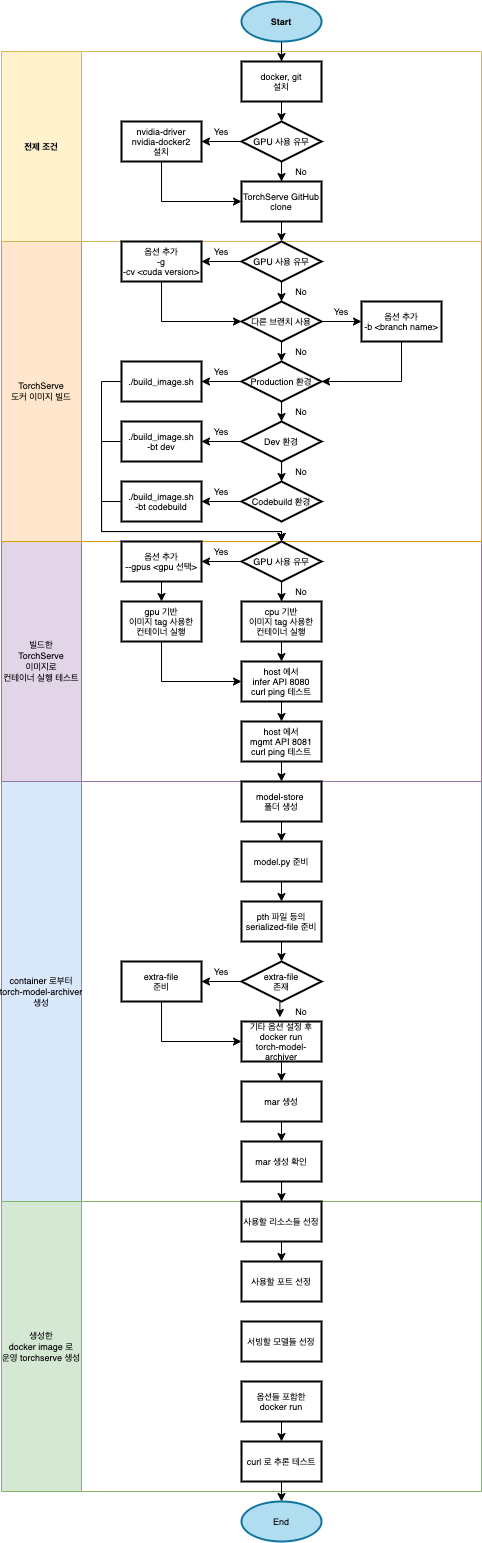 Start
전제 조건
docker, git
설치
nvidia-driver
nvidia-docker2
설치
Yes
GPU 사용 유무
No
TorchServe GitHub
clone
TorchServe
도커 이미지 빌드
옵션 추가
-g
-cv <cuda version>
Yes
GPU 사용 유무
No
다른 브랜치 사용
Yes
옵션 추가
-b <branch name>
No
./build_image.sh
Yes
Production 환경
No
./build_image.sh
-bt dev
Yes
Dev 환경
No
./build_image.sh
-bt codebuild
Yes
Codebuild 환경
빌드한
TorchServe
이미지로
컨테이너 실행 테스트
옵션 추가
--gpus <gpu 선택>
Yes
GPU 사용 유무
No
gpu 기반
이미지 tag 사용한
컨테이너 실행
cpu 기반
이미지 tag 사용한
컨테이너 실행
host 에서
infer API 8080
curl ping 테스트
host 에서
mgmt API 8081
curl ping 테스트
container 로부터
torch-model-archiver
생성
model-store
폴더 생성
model.py 준비
pth 파일 등의
serialized-file 준비
extra-file
준비
Yes
extra-file
존재
No
기타 옵션 설정 후
docker run
torch-model-
archiver
mar 생성
mar 생성 확인
생성한
docker image 로
운영 torchserve 생성
사용할 리소스들 선정
사용할 포트 선정
서빙할 모델들 선정
옵션들 포함한
docker run
curl 로 추론 테스트
End